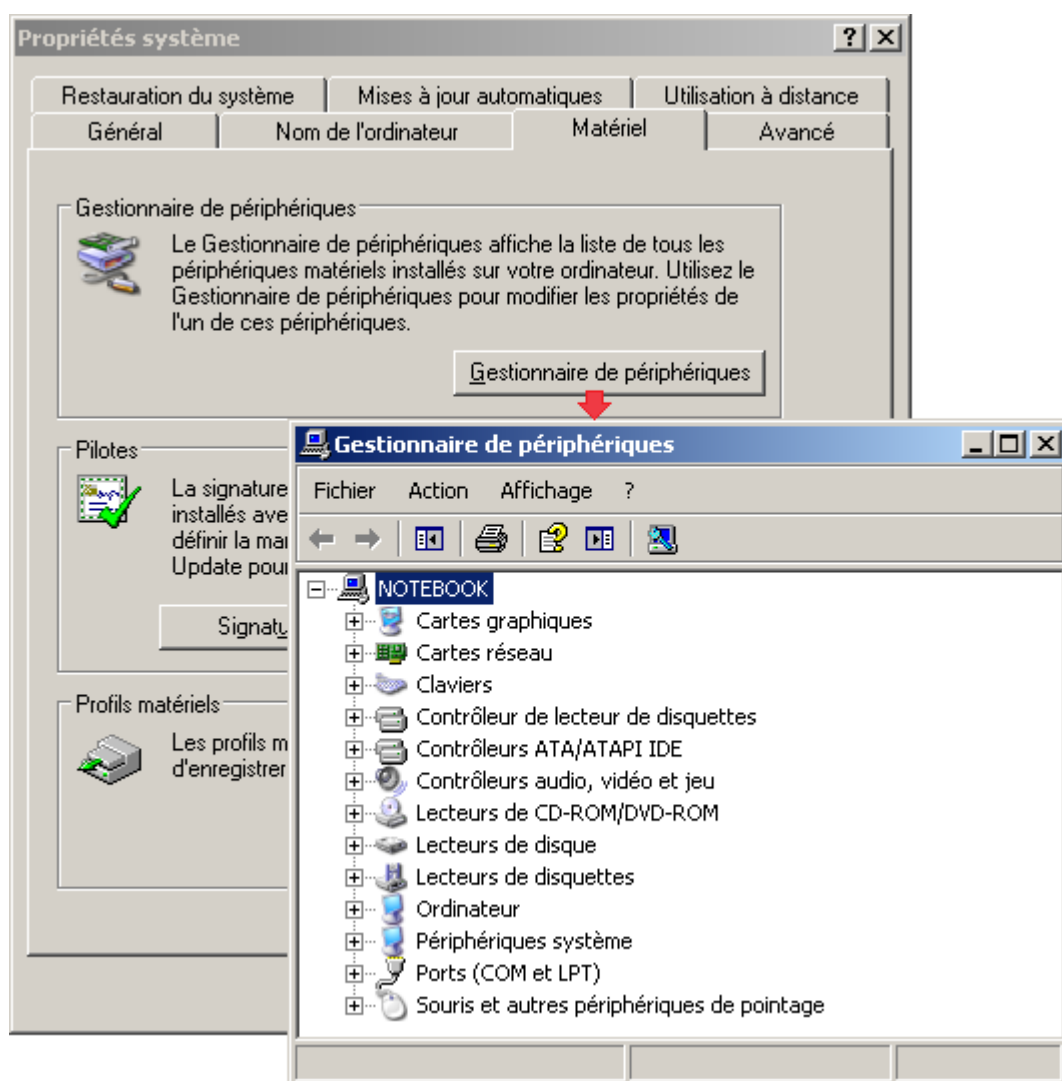 Propriétés système
Restauration du système
Mises à jour automatiques
Utilisation à distance
Général
Nom de l'ordinateur
Matériel
Avancé
Gestionnaire de périphériques
Le Gestionnaire de périphériques affiche la liste de tous les
périphériques matériels installés sur votre ordinateur. Utilisez le
Gestionnaire de périphériques pour modifier les propriétés de
l'un de ces périphériques.
Gestionnaire de périphériques
Pilotes
La signature
installés ave
définir la mar
Update pour
Signatu
Profils matériels
Les profils m
d'enregistrer
Gestionnaire de périphériques
Fichier Action Affichage ?
NOTEBOOK
Cartes graphiques
Cartes réseau
Claviers
Contrôleur de lecteur de disquettes
Contrôleurs ATA/ATAPI IDE
Contrôleurs audio, vidéo et jeu
Lecteurs de CD-ROM/DVD-ROM
Lecteurs de disque
Lecteurs de disquettes
Ordinateur
Périphériques système
Ports (COM et LPT)
Souris et autres périphériques de pointage